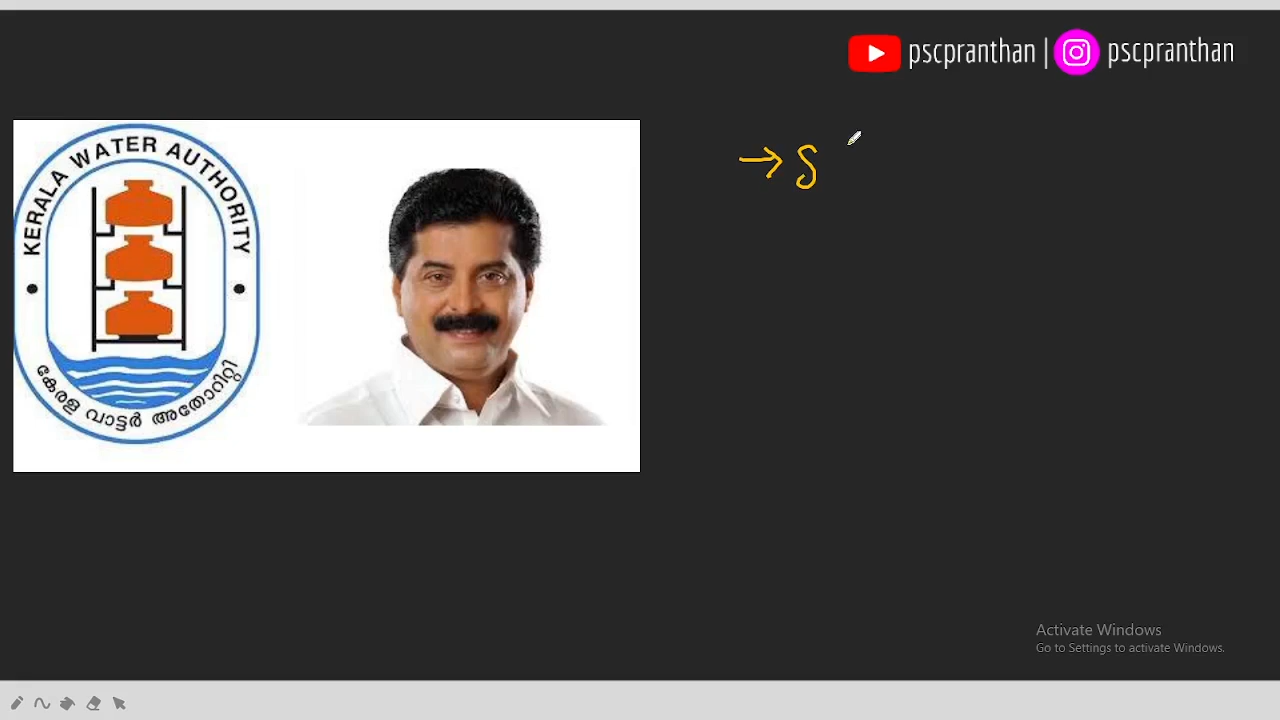 pscpranthan | pscpranthan
KERALA WATER AUTHORITY
കേരള വാട്ടർ അതോറിറ്റി
→ S
Activate Windows
Go to Settings to activate Windows.